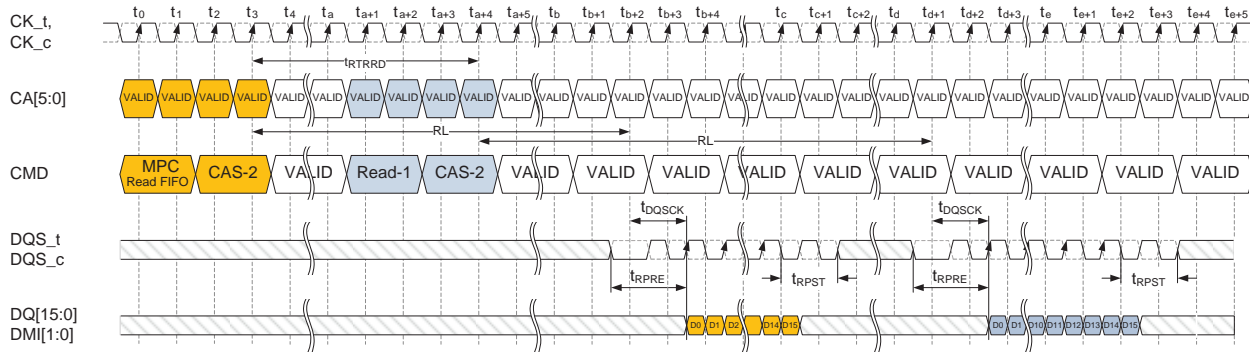 CK_t, CK_c t0 t1 t2 t3 t4 ta ta+1 ta+2 ta+3 ta+4 ta+5 tb tb+1 tb+2 tb+3 tb+4 tc tc+1 tc+2 td td+1 td+2 td+3 te te+1 te+2 te+3 te+4 te+5
tRTRRD
CA[5:0] VALID VALID VALID VALID VALID VALID VALID VALID VALID VALID VALID VALID VALID VALID VALID VALID VALID VALID VALID VALID VALID VALID VALID VALID VALID VALID VALID VALID VALID VALID
RL RL
CMD MPC Read FIFO CAS-2 VALID Read-1 CAS-2 VALID VALID VALID VALID VALID VALID VALID VALID VALID VALID
tDQSCK tDQSCK
DQS_t
DQS_c
tRPRE tRPST tRPRE tRPST
DQ[15:0]
DMI[1:0]
D0 D1 D2 D14 D15 D0 D1 D10 D11 D12 D13 D14 D15